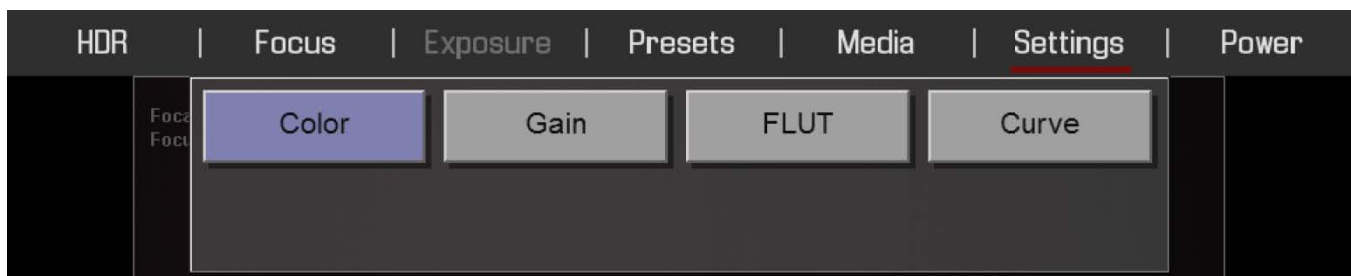 HDR | Focus | Exposure | Presets | Media | Settings | Power
Color Gain FLUT Curve